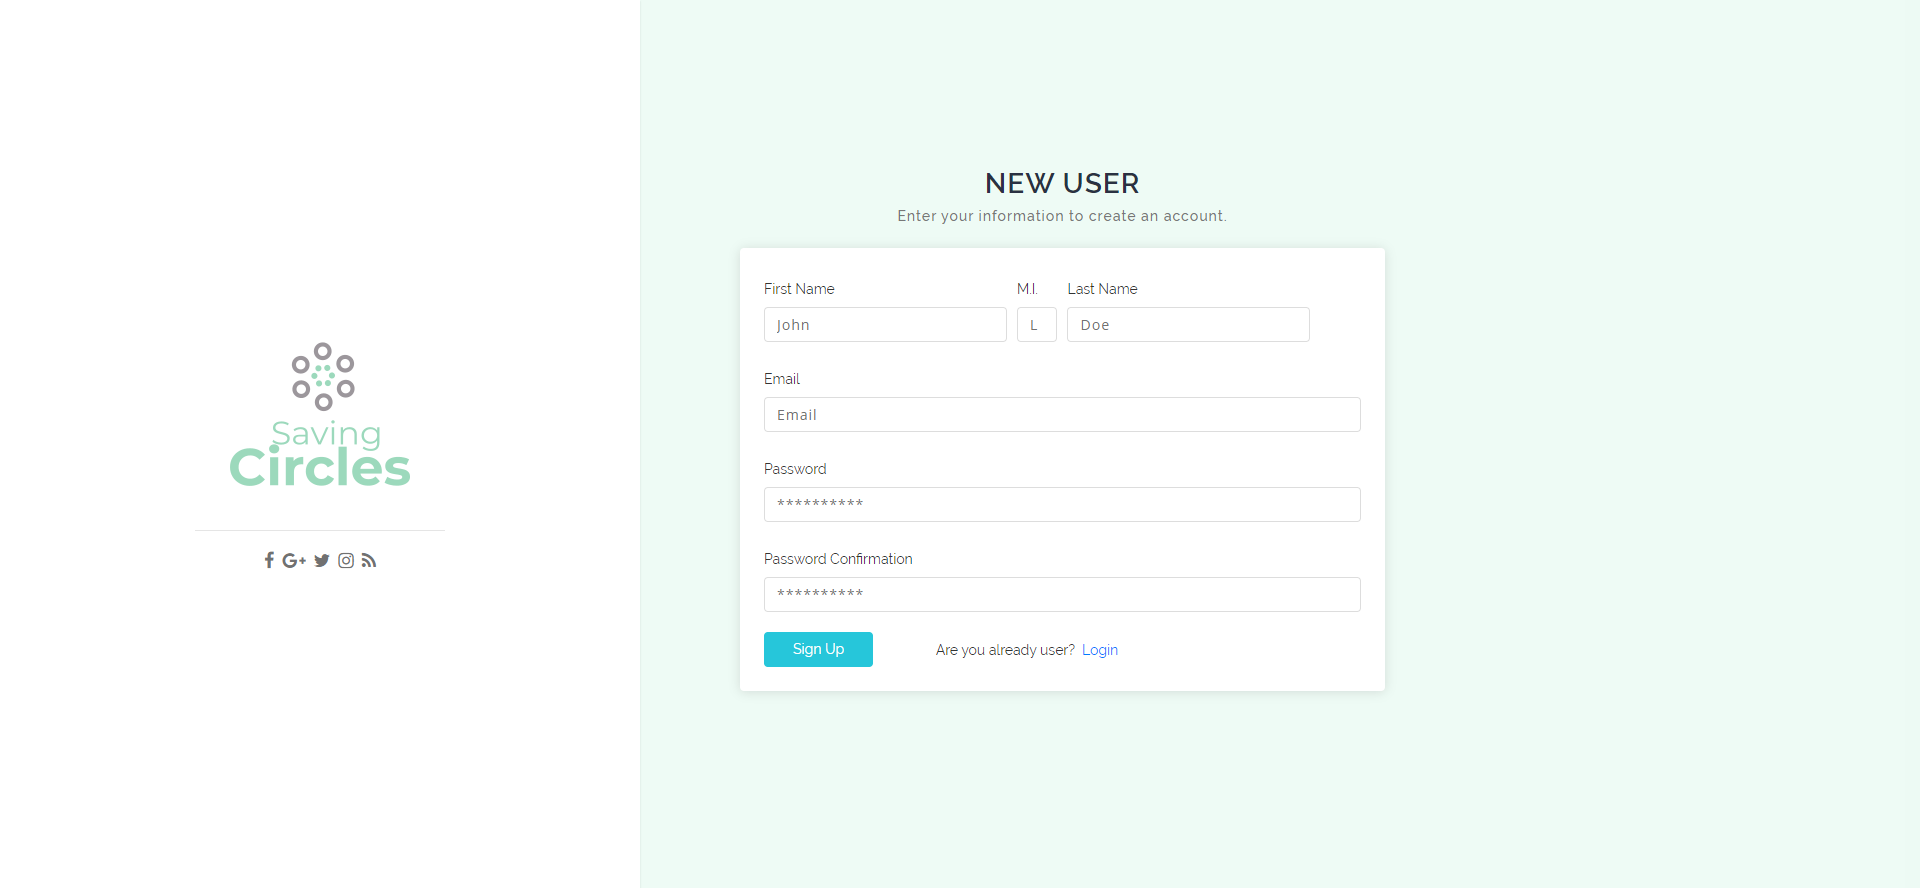 Saving
Circles
NEW USER
Enter your information to create an account.
First Name M.I. Last Name
John L Doe
Email
Email
Password
**********
Password Confirmation
**********
Sign Up Are you already user? Login